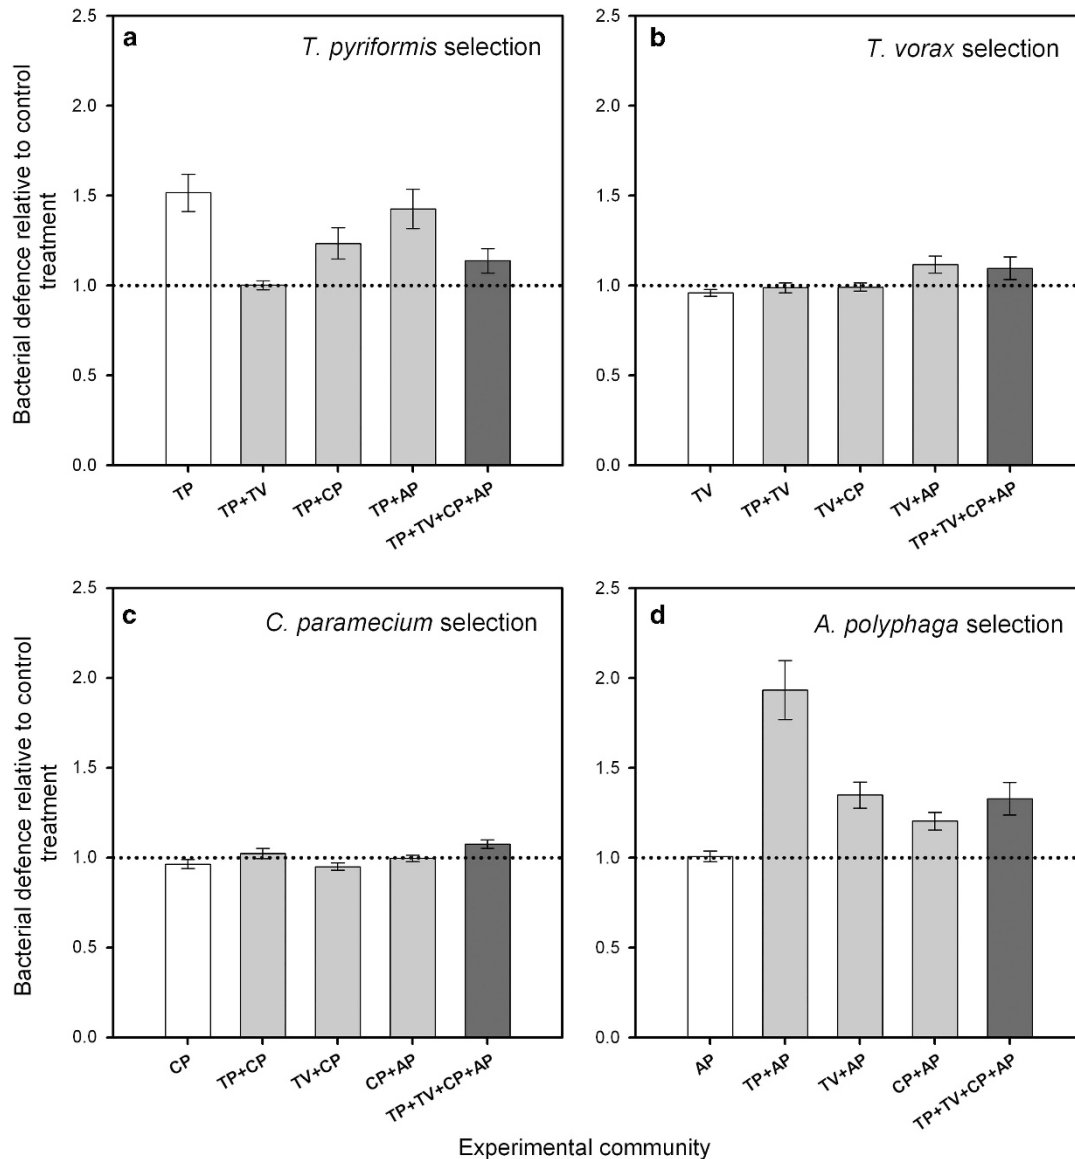 a
T. pyriformis selection
Bacterial defence relative to control
treatment
2.5
2.0
1.5
1.0
0.5
0.0
TP
TP+TV
TP+CP
TP+AP
TP+TV+CP+AP
b
T. vorax selection
2.5
2.0
1.5
1.0
0.5
0.0
TV
TP+TV
TV+CP
TV+AP
TP+TV+CP+AP
c
C. paramecium selection
Bacterial defence relative to control
treatment
2.5
2.0
1.5
1.0
0.5
0.0
CP
TP+CP
TV+CP
CP+AP
TP+TV+CP+AP
d
A. polyphaga selection
2.5
2.0
1.5
1.0
0.5
0.0
AP
TP+AP
TV+AP
CP+AP
TP+TV+CP+AP
Experimental community